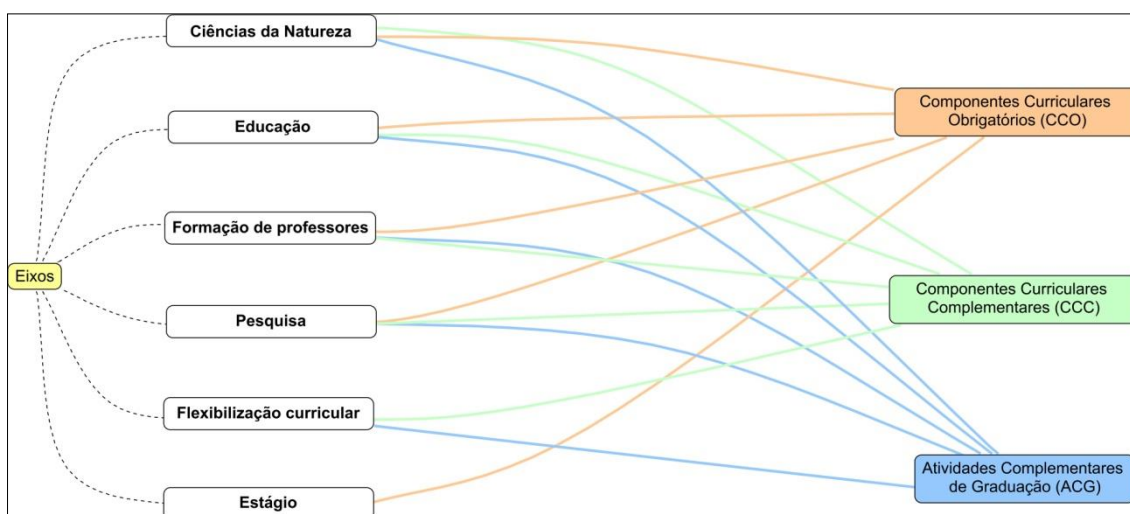 Ciências da Natureza
Educação
Formação de professores
Eixos
Pesquisa
Flexibilização curricular
Estágio
Componentes Curriculares
Obrigatórios (CCO)
Componentes Curriculares
Complementares (CCC)
Atividades Complementares
de Graduação (ACG)